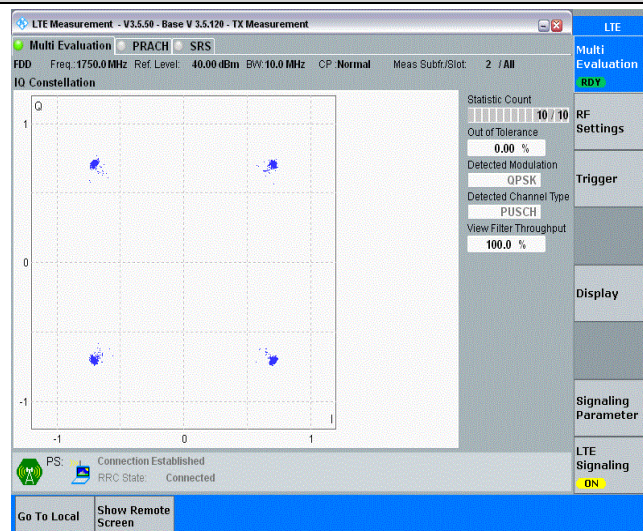 LTE Measurement - V3.5.50 - Base V 3.5.120 - TX Measurement
LTE
Multi Evaluation PRACH SRS
FDD Freq.:1750.0 MHz Ref. Level: 40.00 dBm BW:10.0 MHz CP :Normal Meas Subfr./Slot: 2 / All
IQ Constellation
Q
1
0
-1
-1 0 1
I
Statistic Count
10 / 10
Out of Tolerance
0.00 %
Detected Modulation
QPSK
Detected Channel Type
PUSCH
View Filter Throughput
100.0 %
Multi
Evaluation
RDY
RF
Settings
Trigger
Display
Signaling
Parameter
LTE
Signaling
ON
PS: Connection Established
RRC State: Connected
Go To Local
Show Remote
Screen